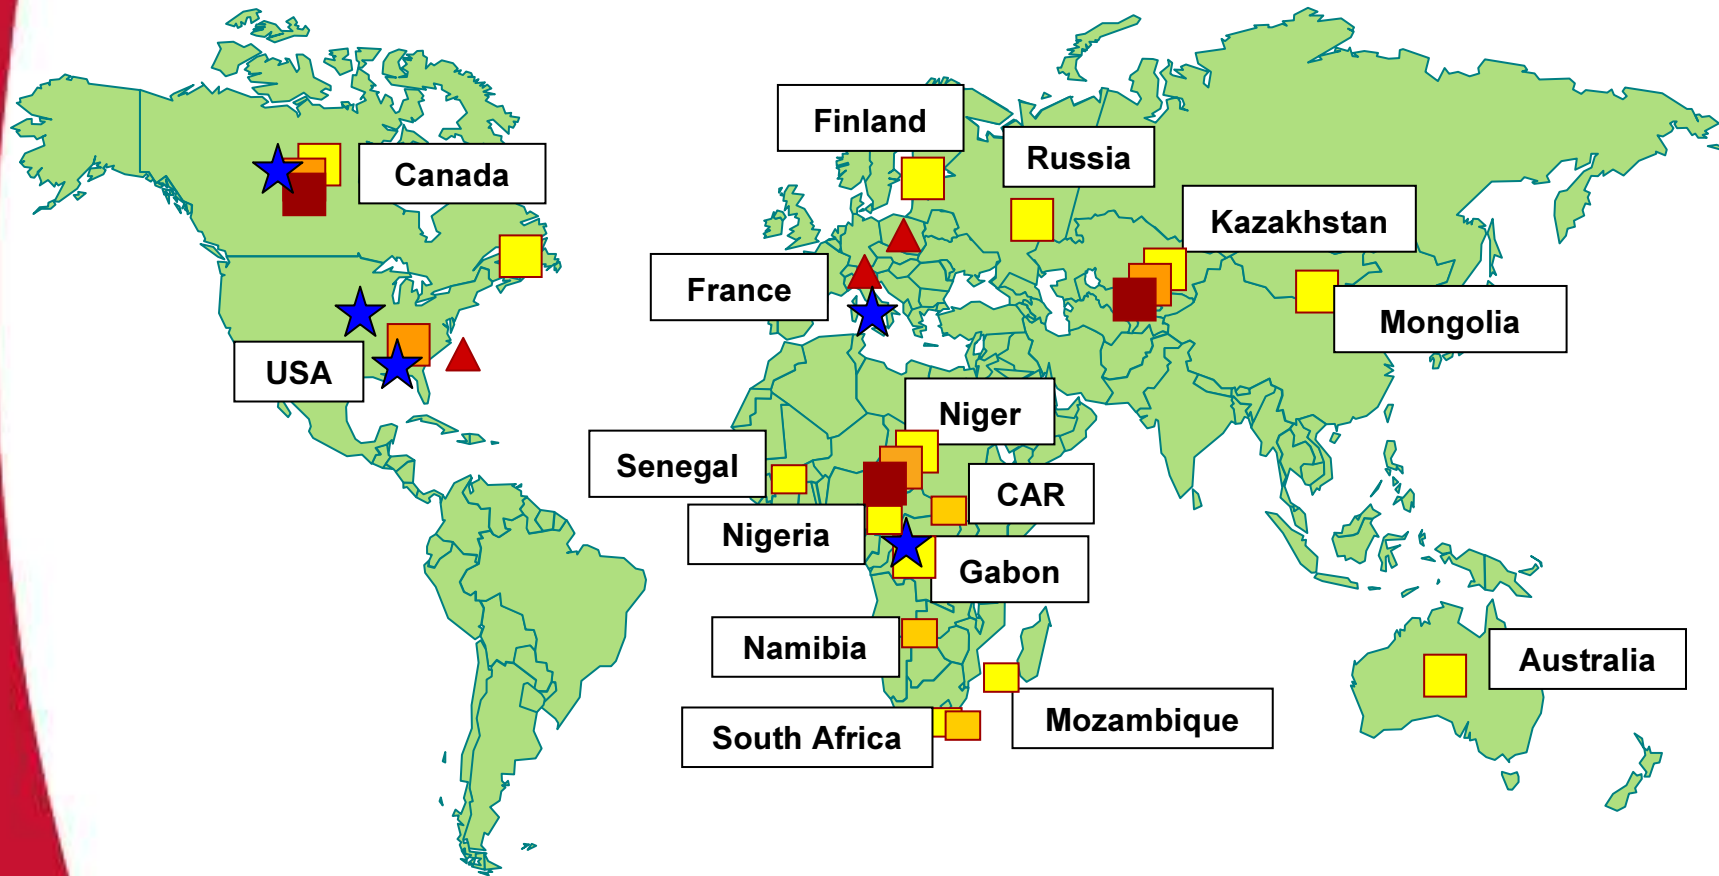 Finland
Russia
Canada
Kazakhstan
France
Mongolia
USA
Niger
Senegal
CAR
Nigeria
Gabon
Namibia
Australia
Mozambique
South Africa